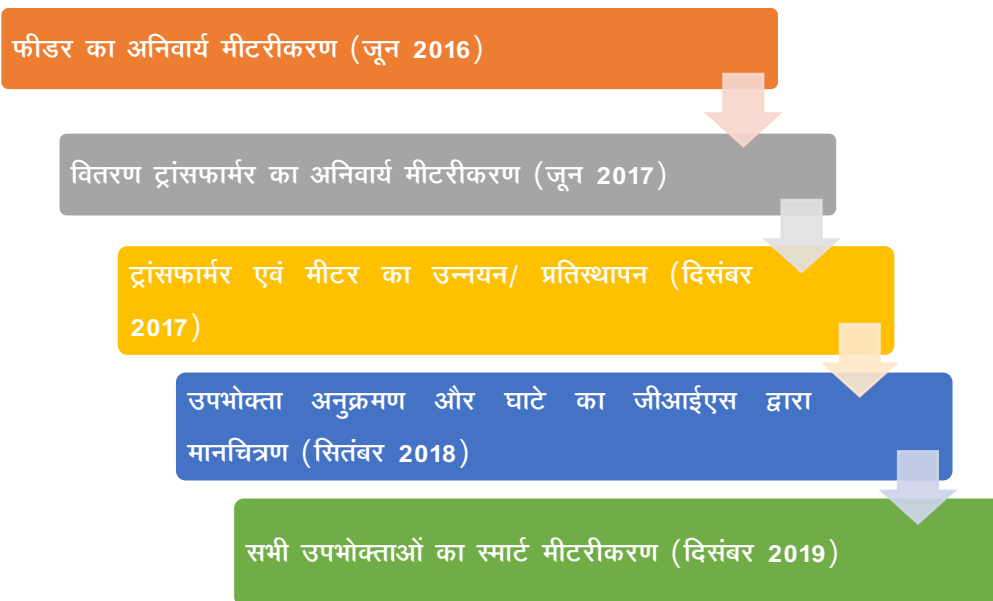 फीडर का अनिवार्य मीटरीकरण (जून 2016)
वितरण ट्रांसफार्मर का अनिवार्य मीटरीकरण (जून 2017)
ट्रांसफार्मर एवं मीटर का उन्नयन/ प्रतिस्थापन (दिसंबर
2017)
उपभोक्ता अनुक्रमण और घाटे का जीआईएस द्वारा
मानचित्रण (सितंबर 2018)
सभी उपभोक्ताओं का स्मार्ट मीटरीकरण (दिसंबर 2019)